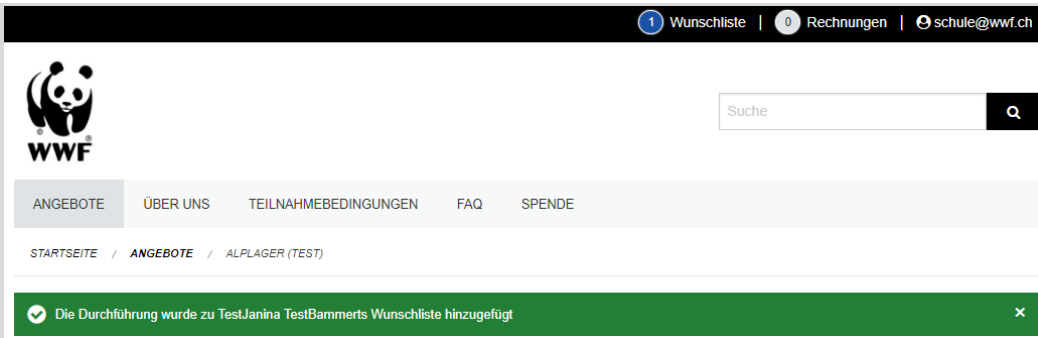 1 Wunschliste | 0 Rechnungen | schule@wwf.ch
Suche
WWF
ANGEBOTE ÜBER UNS TEILNAHMEBEDINGUNGEN FAQ SPENDE
STARTSEITE / ANGEBOTE / ALPLAGER (TEST)
Die Durchführung wurde zu TestJanina TestBammerts Wunschliste hinzugefügt ×